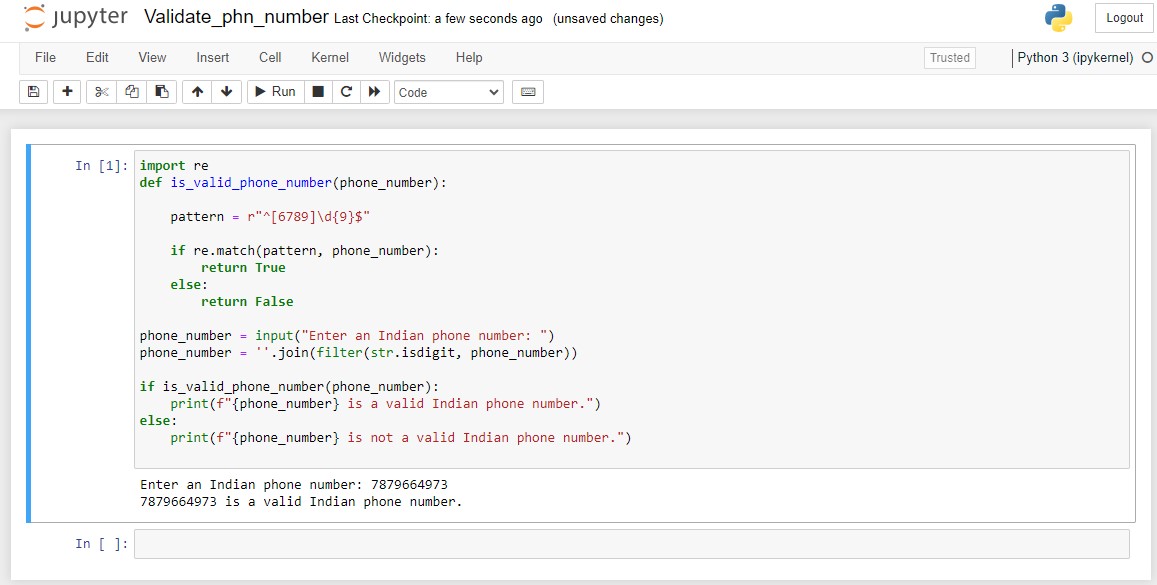 jupyter Validate_phn_number Last Checkpoint: a few seconds ago (unsaved changes) Logout
File Edit View Insert Cell Kernel Widgets Help Trusted Python 3 (ipykernel)
Run Code
In [1]: import re
def is_valid_phone_number(phone_number):
    pattern = r"^[6789]\d{9}$"
    if re.match(pattern, phone_number):
        return True
    else:
        return False
phone_number = input("Enter an Indian phone number: ")
phone_number = ''.join(filter(str.isdigit, phone_number))
if is_valid_phone_number(phone_number):
    print(f"{phone_number} is a valid Indian phone number.")
else:
    print(f"{phone_number} is not a valid Indian phone number.")
Enter an Indian phone number: 7879664973
7879664973 is a valid Indian phone number.
In [ ]: